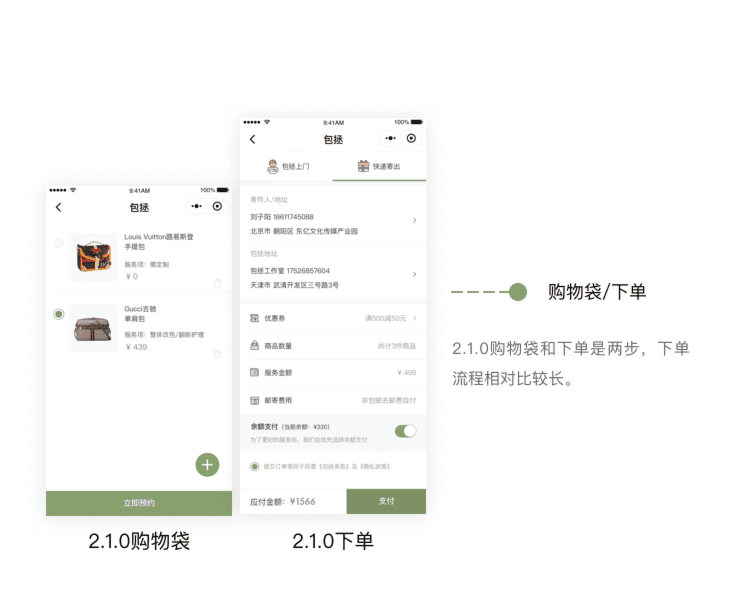 9:41AM
100%
包拯
Louis Vuitton路易斯登
手提包
服务项：需定制
¥ 0
Gucci古驰
单肩包
服务项：整体改色/翻新护理
¥ 439
立即预约
2.1.0购物袋
9:41AM
100%
包拯
包拯上门
快递寄出
寄件人/地址
刘子阳 18611745088
北京市 朝阳区 东亿文化传媒产业园
包拯地址
包拯工作室 17526857604
天津市 武清开发区三号路3号
优惠券
满500减50元
商品数量
共计3件商品
服务金额
¥ 498
邮寄费用
非包邮去邮费自付
余额支付（当前余额：¥330）
为了更好的服务你，我们会优先选择余额支付
提交订单等同于同意《包拯条款》及《隐私政策》
应付金额：¥1566
支付
2.1.0下单
购物袋/下单
2.1.0购物袋和下单是两步，下单
流程相对比较长。